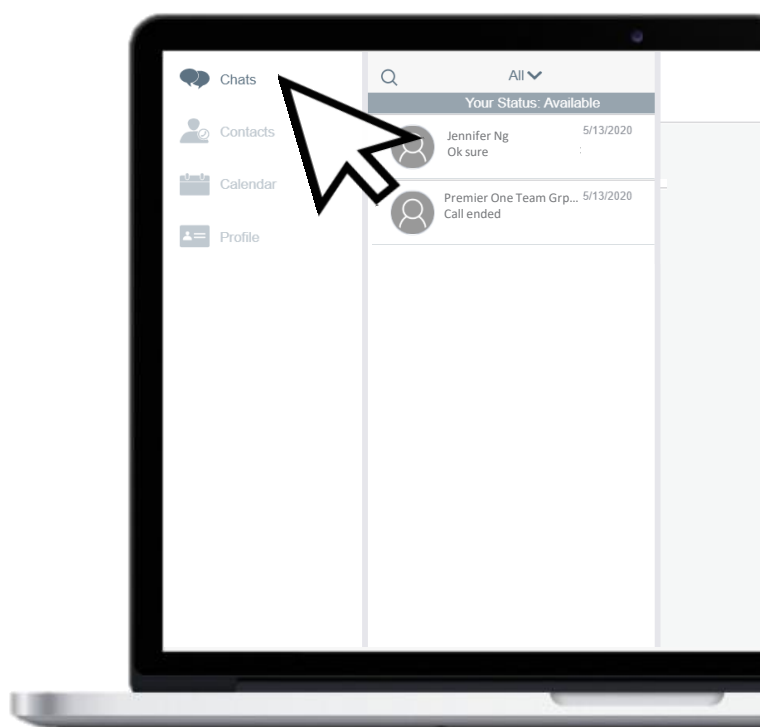 Chats
Contacts
Calendar
Profile
All
Your Status: Available
Jennifer Ng
5/13/2020
Ok sure
Premier One Team Grp...
5/13/2020
Call ended